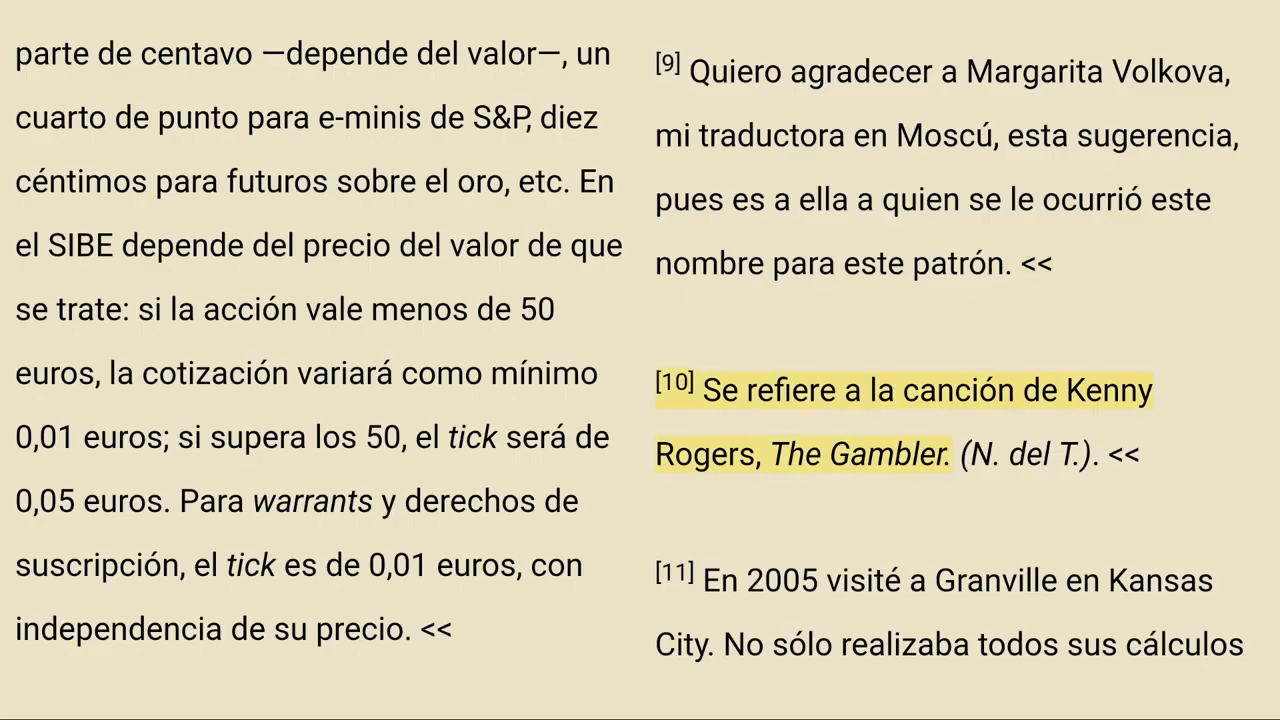 parte de centavo —depende del valor—, un
cuarto de punto para e-minis de S&P, diez
céntimos para futuros sobre el oro, etc. En
el SIBE depende del precio del valor de que
se trate: si la acción vale menos de 50
euros, la cotización variará como mínimo
0,01 euros; si supera los 50, el tick será de
0,05 euros. Para warrants y derechos de
suscripción, el tick es de 0,01 euros, con
independencia de su precio. <<
[9] Quiero agradecer a Margarita Volkova,
mi traductora en Moscú, esta sugerencia,
pues es a ella a quien se le ocurrió este
nombre para este patrón. <<
[10] Se refiere a la canción de Kenny
Rogers, The Gambler. (N. del T.). <<
[11] En 2005 visité a Granville en Kansas
City. No sólo realizaba todos sus cálculos